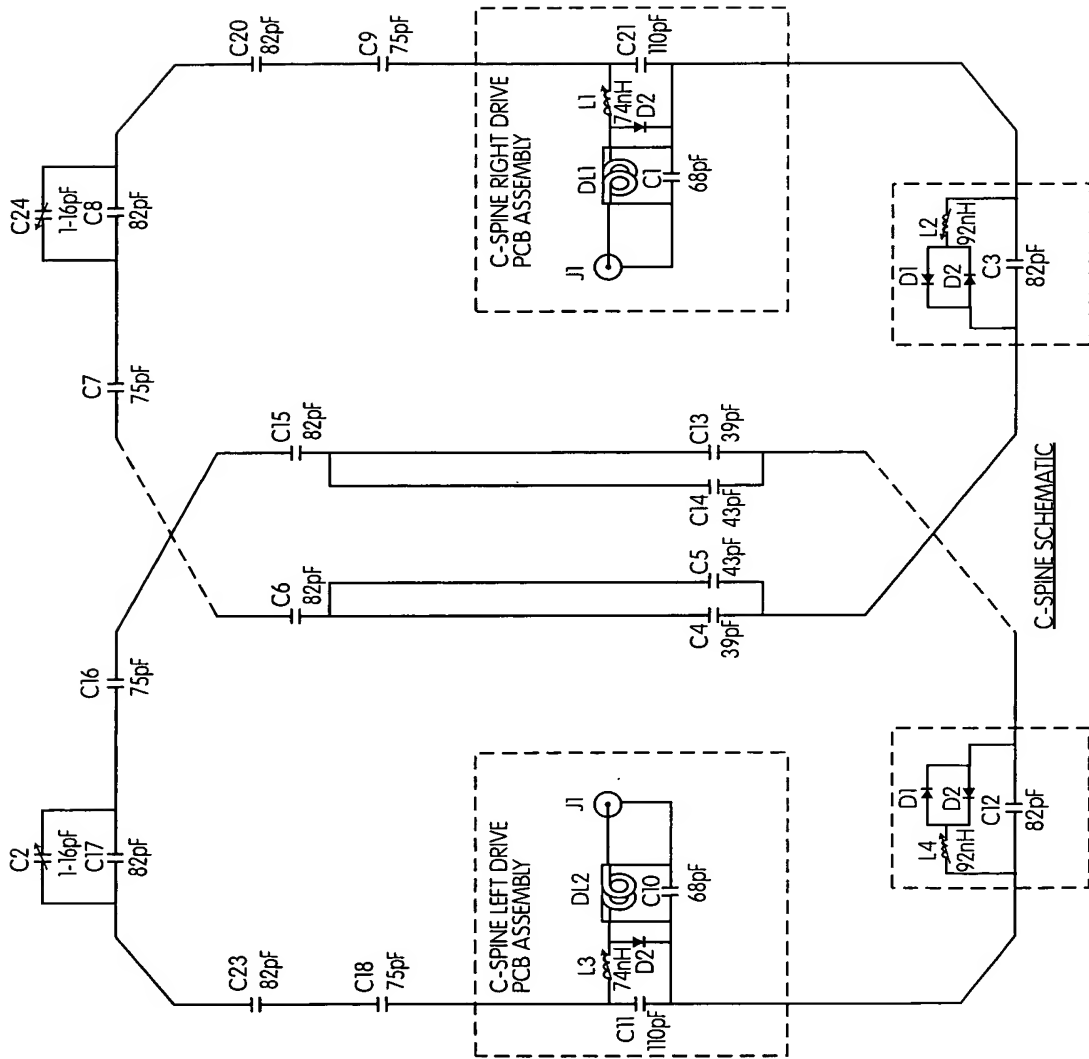 C24
1-16pF
C8
82pF
C7
75pF
C20
82pF
C9
75pF
C-SPINE RIGHT DRIVE
PCB ASSEMBLY
J1
DL1
C1
68pF
L1
74nH
D2
C21
110pF
D1
D2
L2
92nH
C3
82pF
C15
82pF
C14
43pF
C13
39pF
C6
82pF
C4
39pF
C5
43pF
C16
75pF
C2
1-16pF
C17
82pF
C23
82pF
C18
75pF
C-SPINE LEFT DRIVE
PCB ASSEMBLY
J1
DL2
C10
68pF
L3
74nH
D2
C11
110pF
D1
D2
L4
92nH
C12
82pF
C-SPINE SCHEMATIC